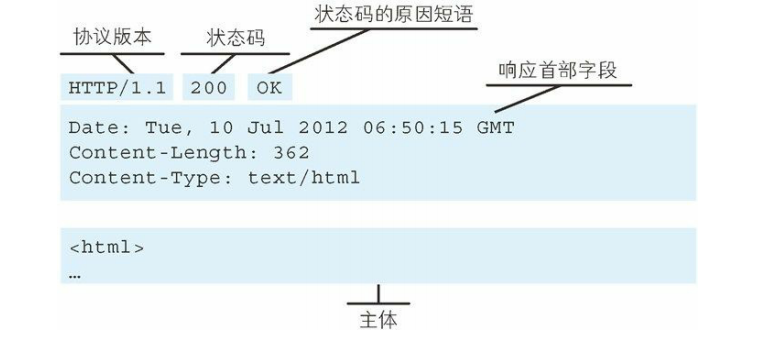 状态码的原因短语
协议版本 状态码
HTTP/1.1 200 OK
响应首部字段
Date: Tue, 10 Jul 2012 06:50:15 GMT
Content-Length: 362
Content-Type: text/html
<html>
…
主体